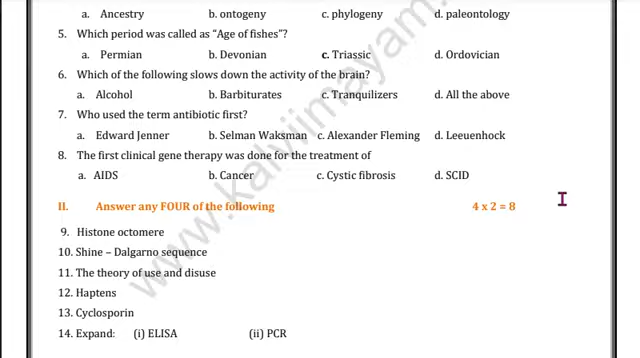 a. Ancestry b. ontogeny c. phylogeny d. paleontology
5. Which period was called as “Age of fishes”?
a. Permian b. Devonian c. Triassic d. Ordovician
6. Which of the following slows down the activity of the brain?
a. Alcohol b. Barbiturates c. Tranquilizers d. All the above
7. Who used the term antibiotic first?
a. Edward Jenner b. Selman Waksman c. Alexander Fleming d. Leeuenhock
8. The first clinical gene therapy was done for the treatment of
a. AIDS b. Cancer c. Cystic fibrosis d. SCID
II. Answer any FOUR of the following 4 x 2 = 8
9. Histone octomere
10. Shine – Dalgarno sequence
11. The theory of use and disuse
12. Haptens
13. Cyclosporin
14. Expand: (i) ELISA (ii) PCR
www.kalviimayam.